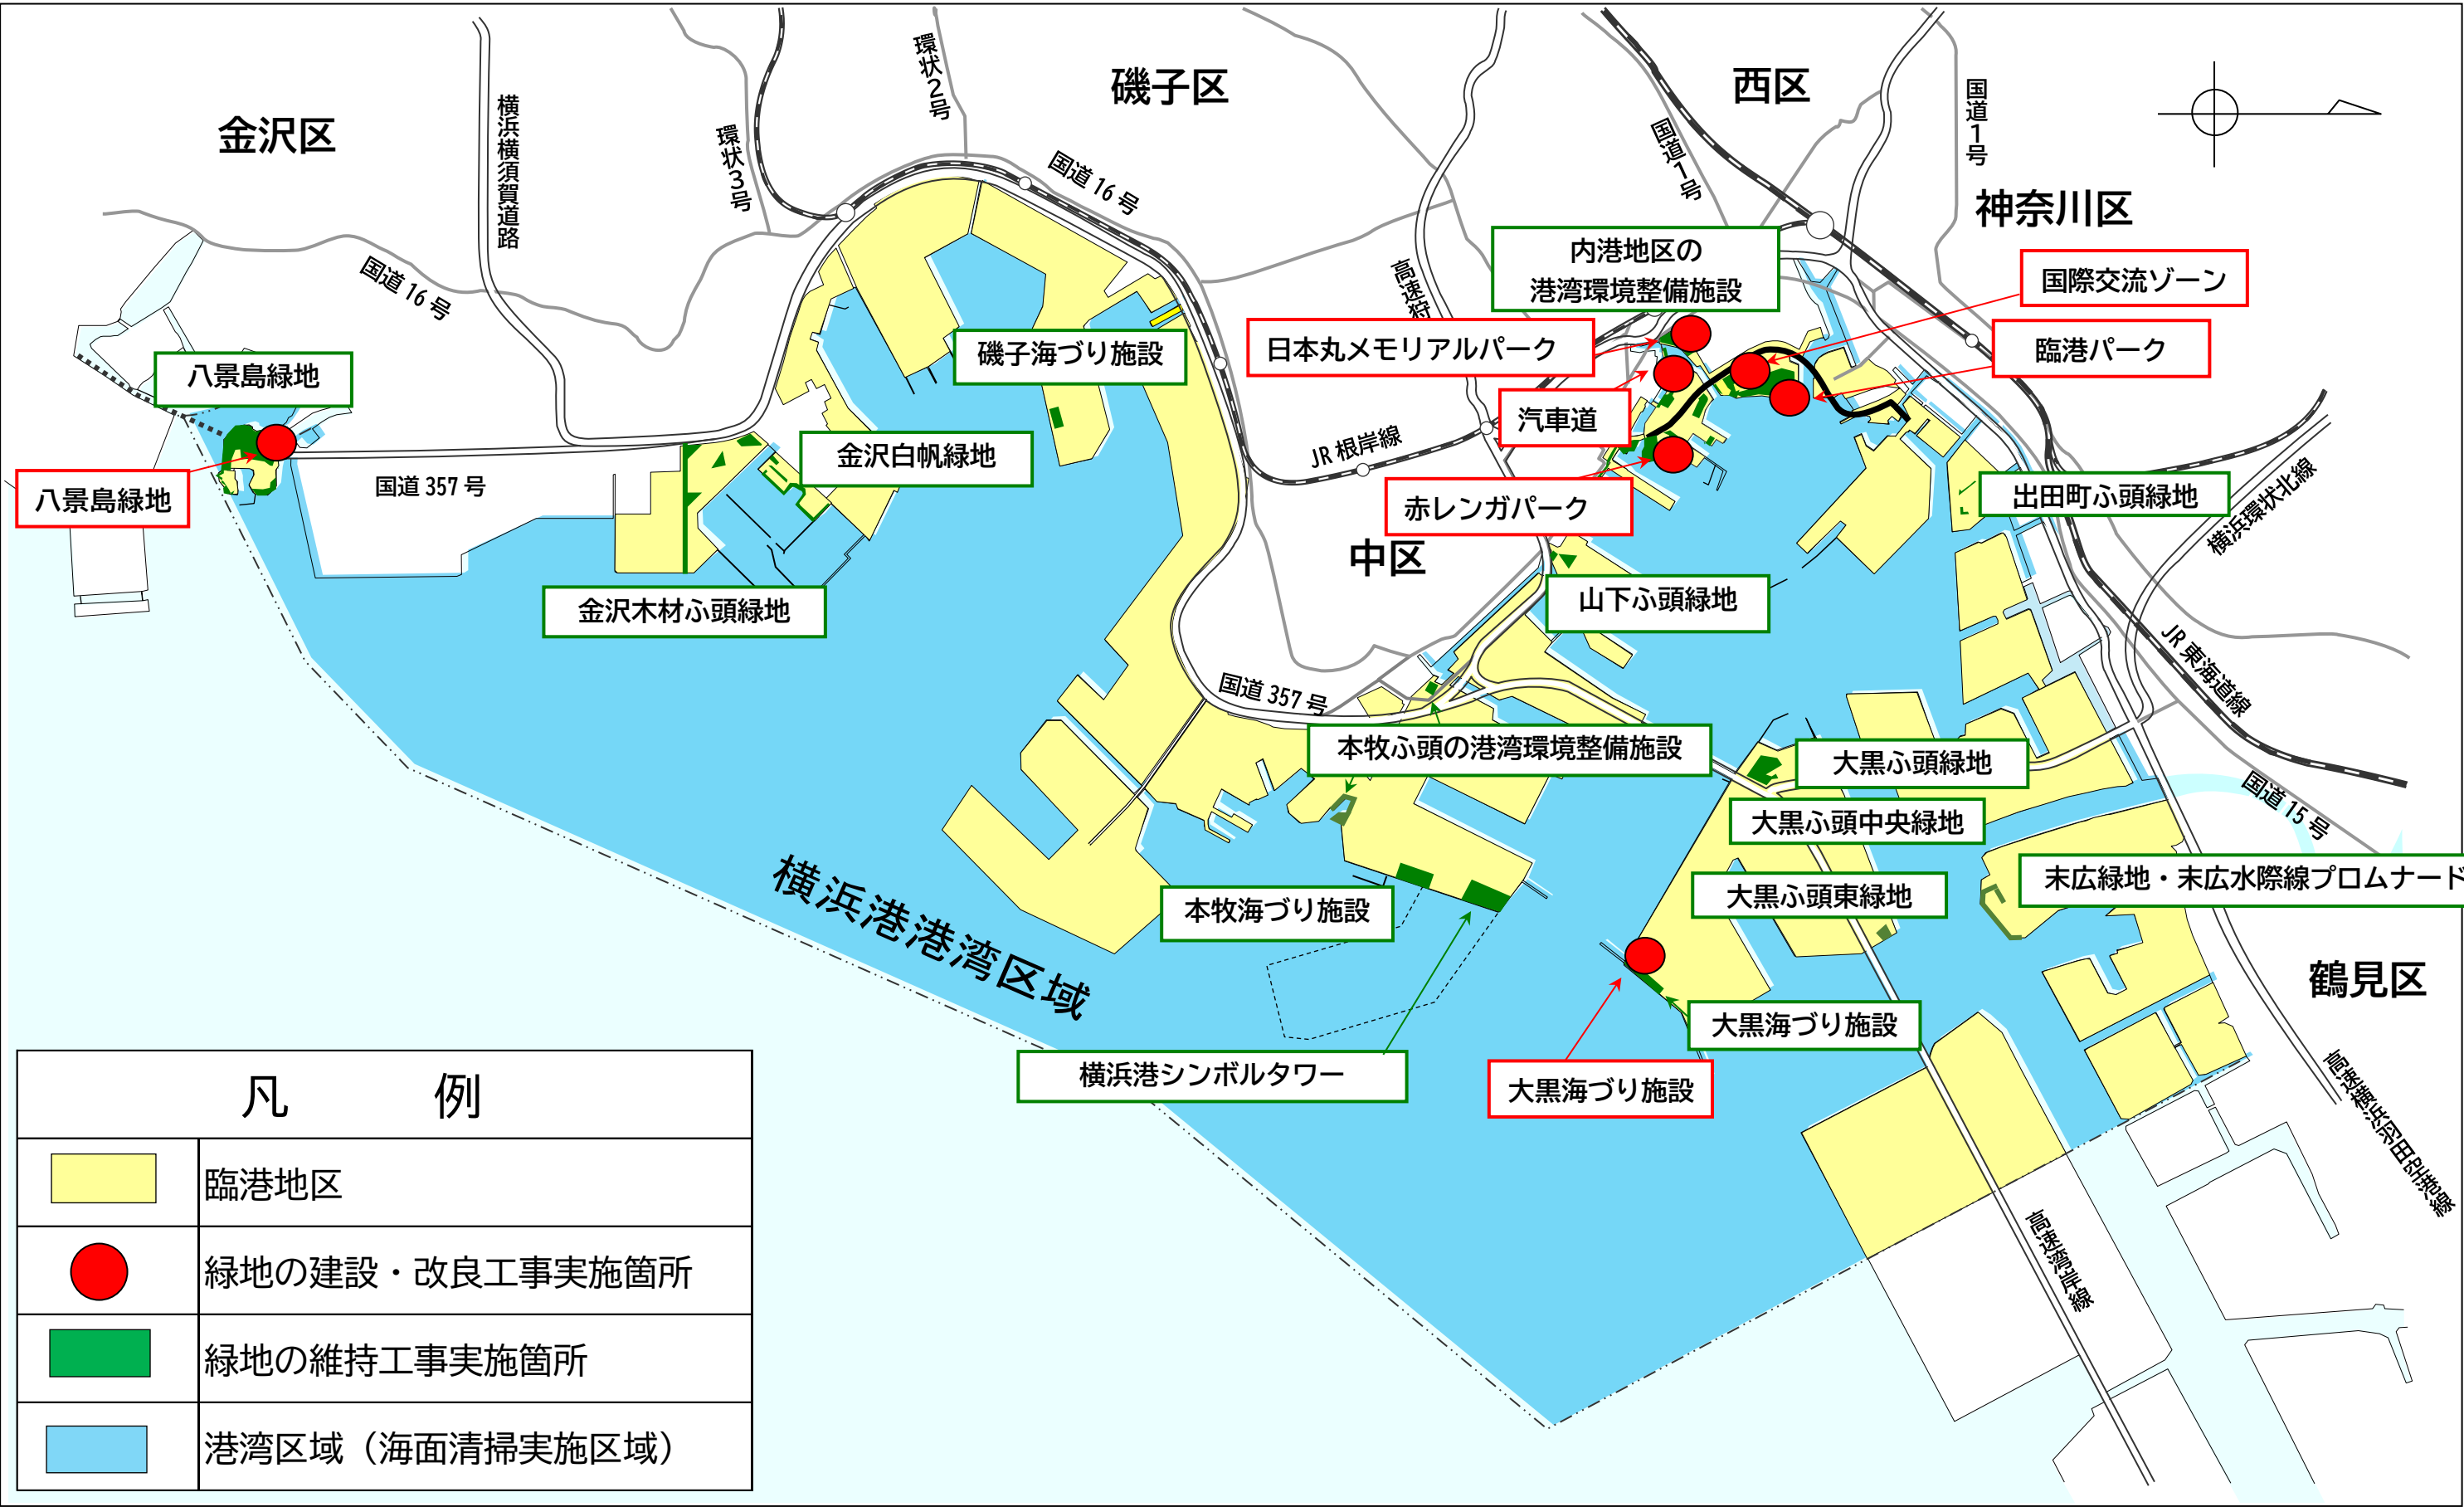 金沢区
横浜横須賀道路
環状3号
環状2号
磯子区
西区
国道1号
国道1号
神奈川区
国道16号
国道16号
高速狩
内港地区の
港湾環境整備施設
国際交流ゾーン
日本丸メモリアルパーク
臨港パーク
磯子海づり施設
八景島緑地
汽車道
JR根岸線
金沢白帆緑地
国道357号
八景島緑地
赤レンガパーク
出田町ふ頭緑地
横浜環状北線
中区
金沢木材ふ頭緑地
山下ふ頭緑地
JR東海道線
国道357号
本牧ふ頭の港湾環境整備施設
大黒ふ頭緑地
国道15号
大黒ふ頭中央緑地
末広緑地・末広水際線プロムナード
大黒ふ頭東緑地
本牧海づり施設
横浜港港湾区域
鶴見区
大黒海づり施設
横浜港シンボルタワー
大黒海づり施設
高速横浜羽田空港線
高速湾岸線
凡 例
臨港地区
緑地の建設・改良工事実施箇所
緑地の維持工事実施箇所
港湾区域（海面清掃実施区域）